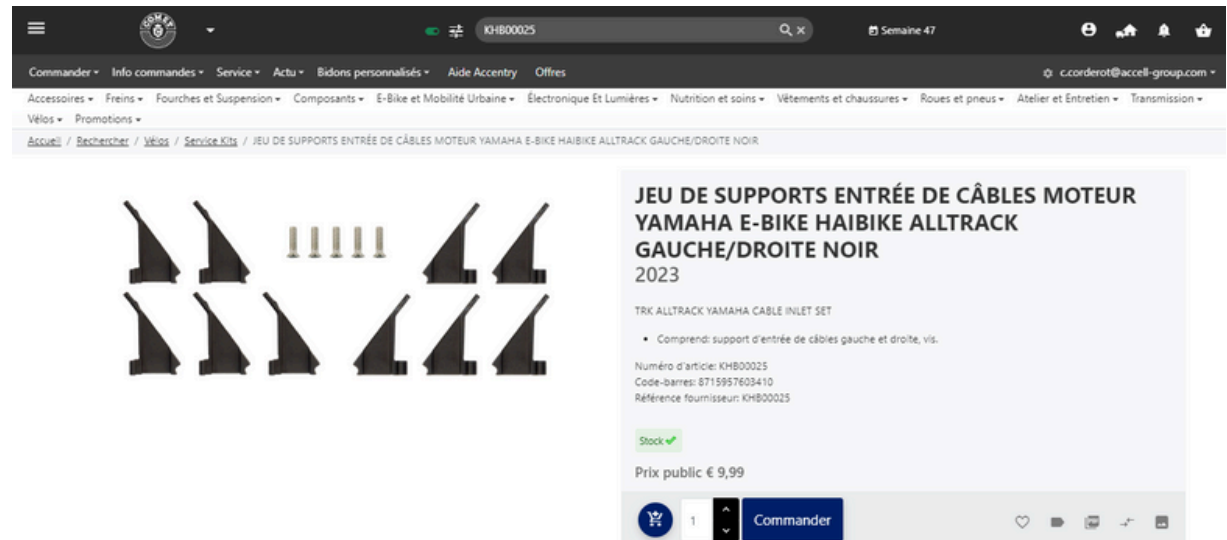 COMET
KHB00025
Semaine 47
Commander Info commandes Service Actu Bidons personnalisés Aide Accentry Offres
c.corderot@accell-group.com
Accessoires Freins Fourches et Suspension Composants E-Bike et Mobilité Urbaine Électronique Et Lumières Nutrition et soins Vêtements et chaussures Roues et pneus Atelier et Entretien Transmission
Vélos Promotions
Accueil / Rechercher / Vélos / Service Kits / JEU DE SUPPORTS ENTRÉE DE CÂBLES MOTEUR YAMAHA E-BIKE HAIBIKE ALLTRACK GAUCHE/DROITE NOIR
JEU DE SUPPORTS ENTRÉE DE CÂBLES MOTEUR
YAMAHA E-BIKE HAIBIKE ALLTRACK
GAUCHE/DROITE NOIR
2023
TRK ALLTRACK YAMAHA CABLE INLET SET
• Comprend: support d'entrée de câbles gauche et droite, vis.
Numéro d'article: KHB00025
Code-barres: 8715957603410
Référence fournisseur: KHB00025
Stock
Prix public € 9,99
1
Commander